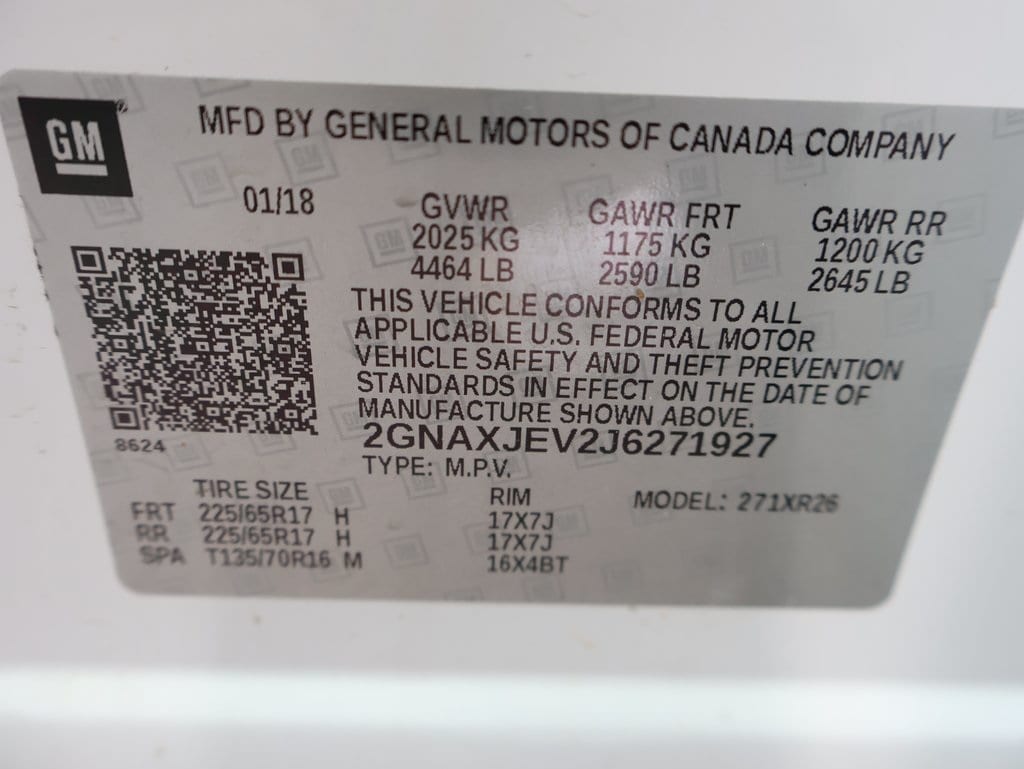 GM
MFD BY GENERAL MOTORS OF CANADA COMPANY
01/18
GVWR GAWR FRT GAWR RR
2025 KG 1175 KG 1200 KG
4464 LB 2590 LB 2645 LB
THIS VEHICLE CONFORMS TO ALL
APPLICABLE U.S. FEDERAL MOTOR
VEHICLE SAFETY AND THEFT PREVENTION
STANDARDS IN EFFECT ON THE DATE OF
MANUFACTURE SHOWN ABOVE.
2GNAXJEV2J6271927
8624
TYPE: M.P.V.
TIRE SIZE RIM MODEL: 271XR26
FRT 225/65R17 H 17X7J
RR 225/65R17 H 17X7J
SPA T135/70R16 M 16X4BT